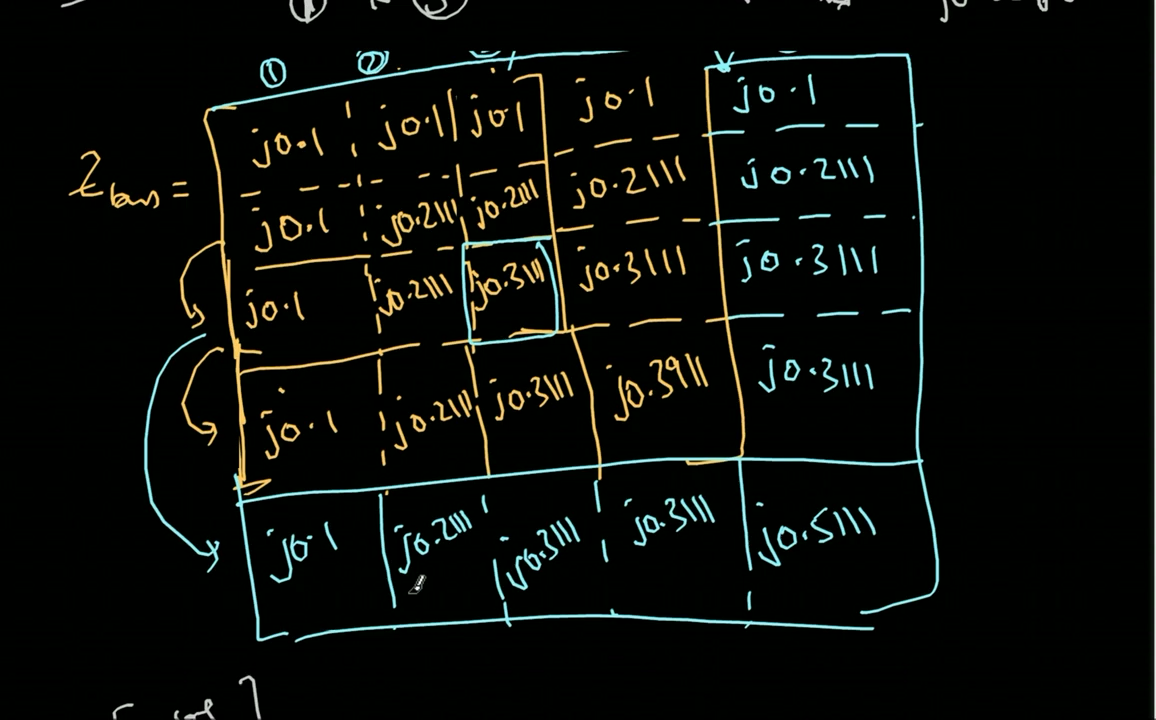 ① ②
j0.1 j0.1 j0.1 j0.1 j0.1
Zbus =
j0.1 j0.2111 j0.2111 j0.2111 j0.2111
j0.1 j0.2111 j0.3111 j0.3111 j0.3111
j0.1 j0.2111 j0.3111 j0.3911 j0.3111
j0.1 j0.2111 j0.3111 j0.3111 j0.5111